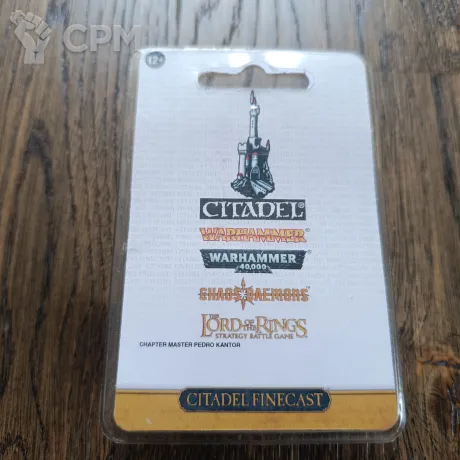 CPM
12+
CITADEL®
WARHAMMER®
WARHAMMER
40,000
CHAOS DAEMONS
THE LORD OF THE RINGS
STRATEGY BATTLE GAME
CHAPTER MASTER PEDRO KANTOR
CITADEL FINECAST